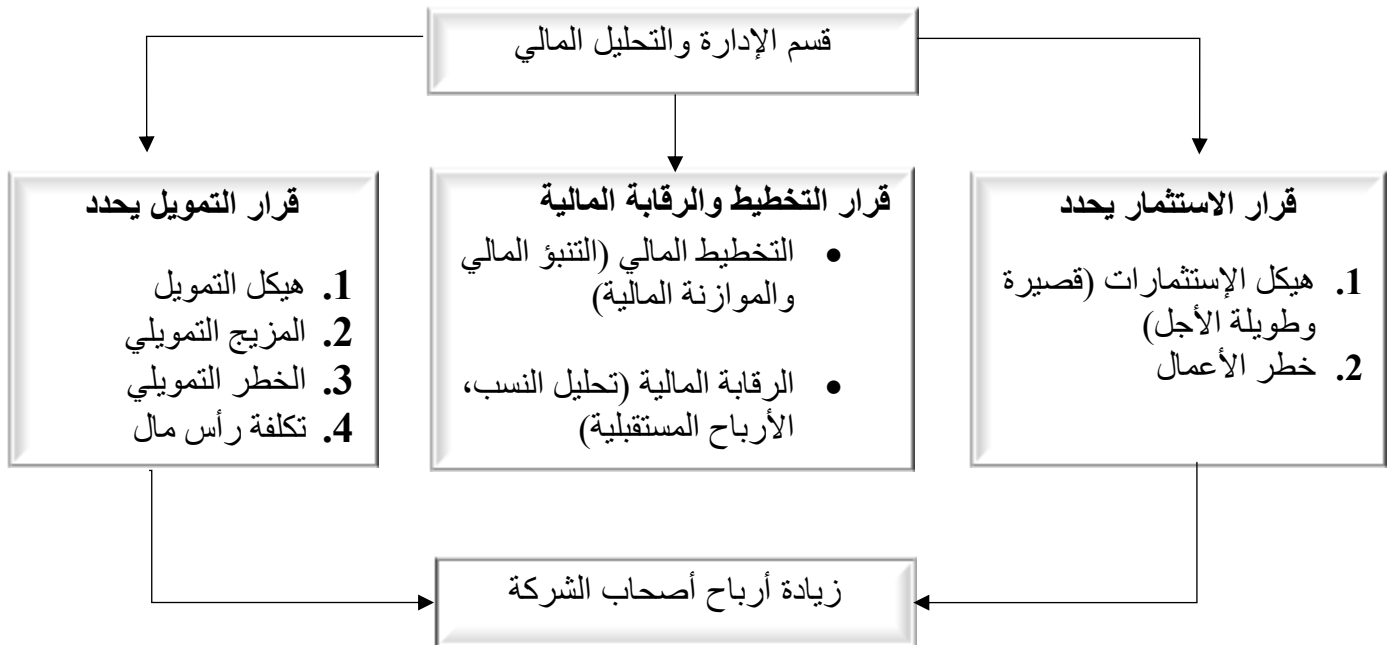 قسم الإدارة والتحليل المالي
قرار الاستثمار يحدد
1. هيكل الإستثمارات (قصيرة
وطويلة الأجل)
2. خطر الأعمال
قرار التخطيط والرقابة المالية
• التخطيط المالي (التنبؤ المالي
والموازنة المالية)
• الرقابة المالية (تحليل النسب،
الأرباح المستقبلية)
قرار التمويل يحدد
1. هيكل التمويل
2. المزيج التمويلي
3. الخطر التمويلي
4. تكلفة رأس مال
زيادة أرباح أصحاب الشركة